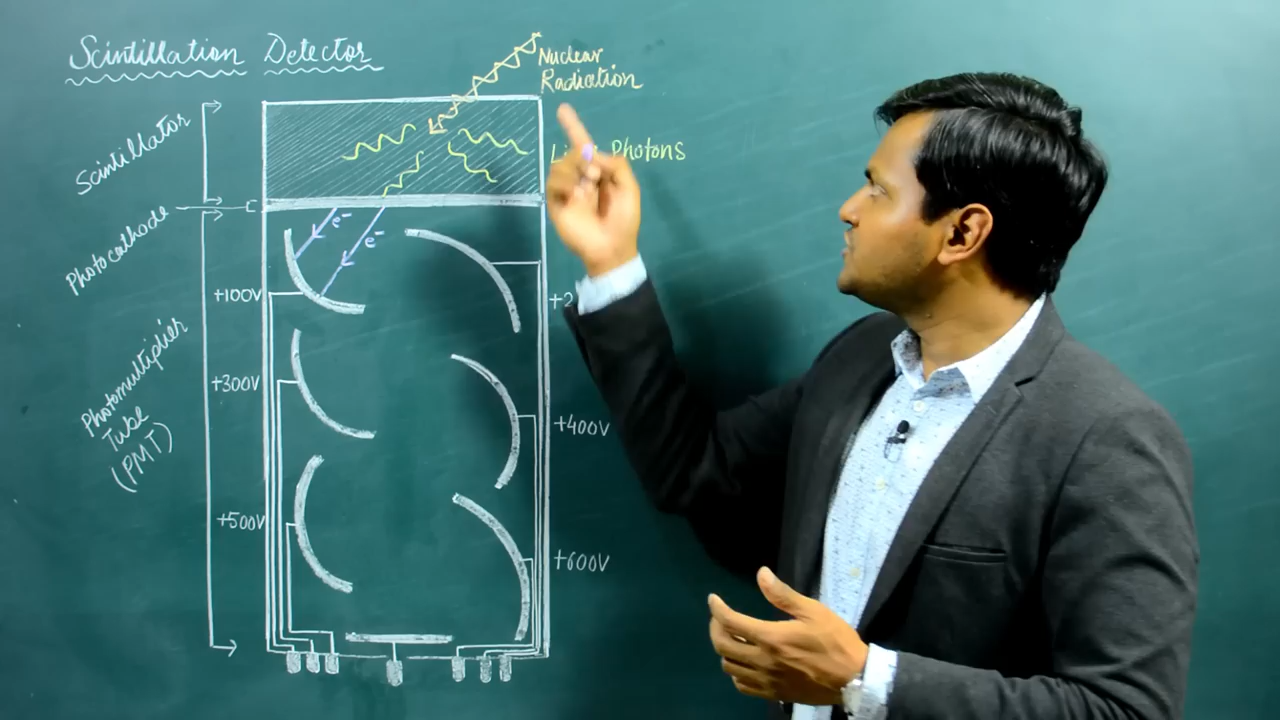 Scintillation Detector
Nuclear
Radiation
Scintillator
Photons
Photocathode
e-
e-
+100V
Photomultiplier
Tube
(PMT)
+300V
+400V
+500V
+600V